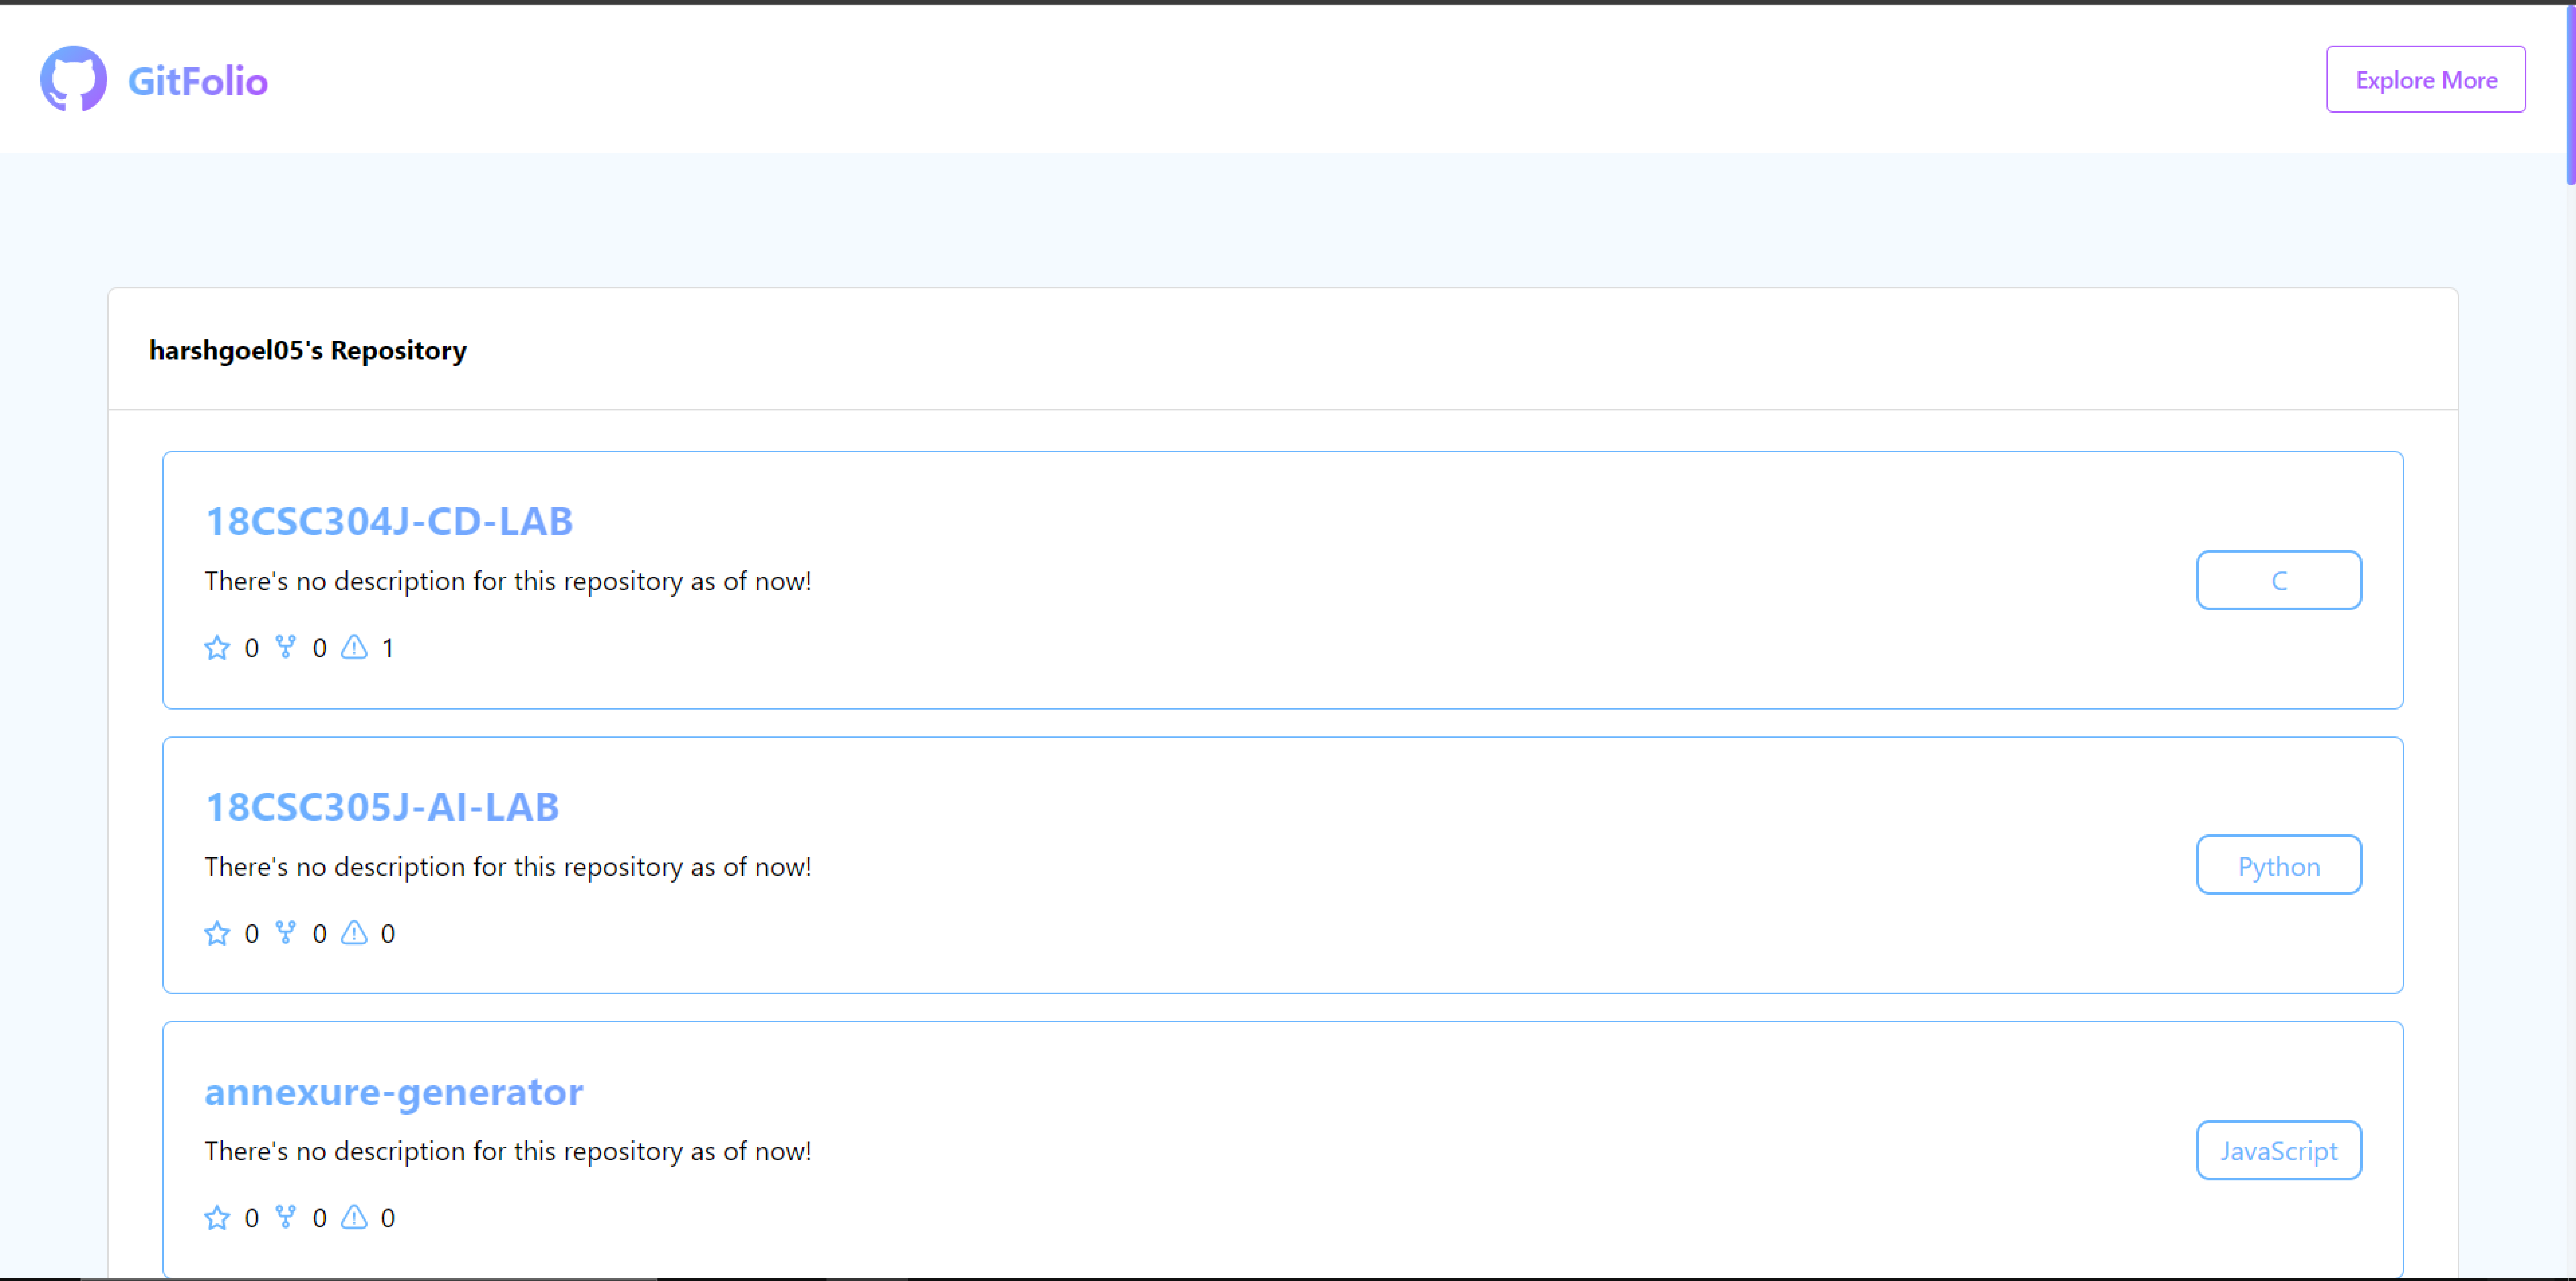 GitFolio
Explore More
harshgoel05's Repository
18CSC304J-CD-LAB
There's no description for this repository as of now!
C
0 0 1
18CSC305J-AI-LAB
There's no description for this repository as of now!
Python
0 0 0
annexure-generator
There's no description for this repository as of now!
JavaScript
0 0 0